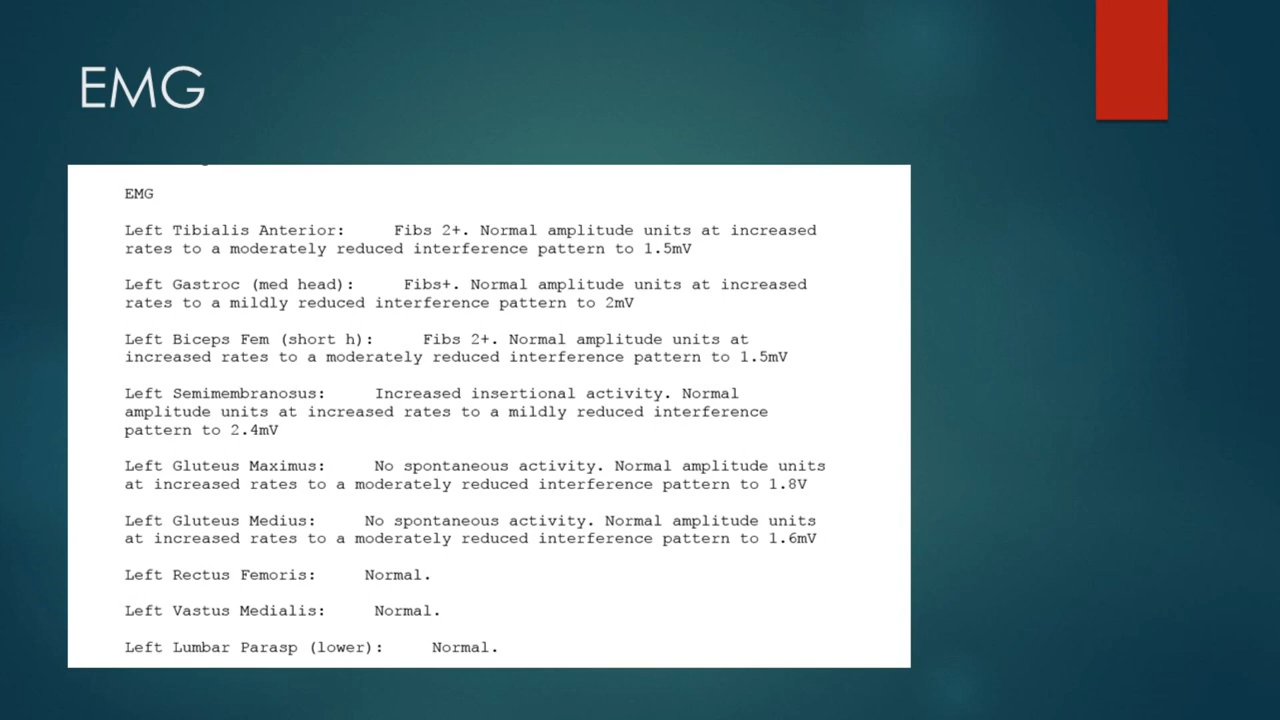 EMG
EMG
Left Tibialis Anterior: Fibs 2+. Normal amplitude units at increased
rates to a moderately reduced interference pattern to 1.5mV
Left Gastroc (med head): Fibs+. Normal amplitude units at increased
rates to a mildly reduced interference pattern to 2mV
Left Biceps Fem (short h): Fibs 2+. Normal amplitude units at
increased rates to a moderately reduced interference pattern to 1.5mV
Left Semimembranosus: Increased insertional activity. Normal
amplitude units at increased rates to a mildly reduced interference
pattern to 2.4mV
Left Gluteus Maximus: No spontaneous activity. Normal amplitude units
at increased rates to a moderately reduced interference pattern to 1.8V
Left Gluteus Medius: No spontaneous activity. Normal amplitude units
at increased rates to a moderately reduced interference pattern to 1.6mV
Left Rectus Femoris: Normal.
Left Vastus Medialis: Normal.
Left Lumbar Parasp (lower): Normal.